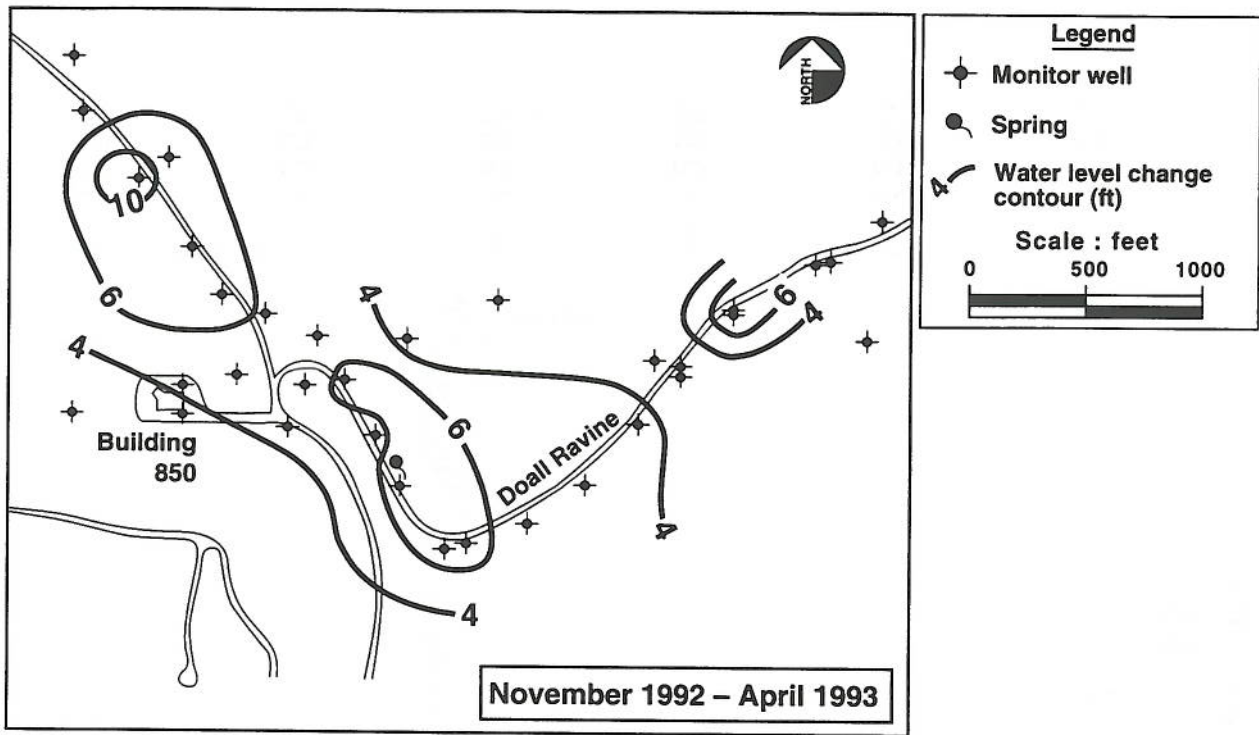 NORTH
10
6
4
4
6
6
4
Building
850
Doall Ravine
4
4
November 1992 – April 1993
Legend
Monitor well
Spring
4
Water level change
contour (ft)
Scale : feet
0 500 1000